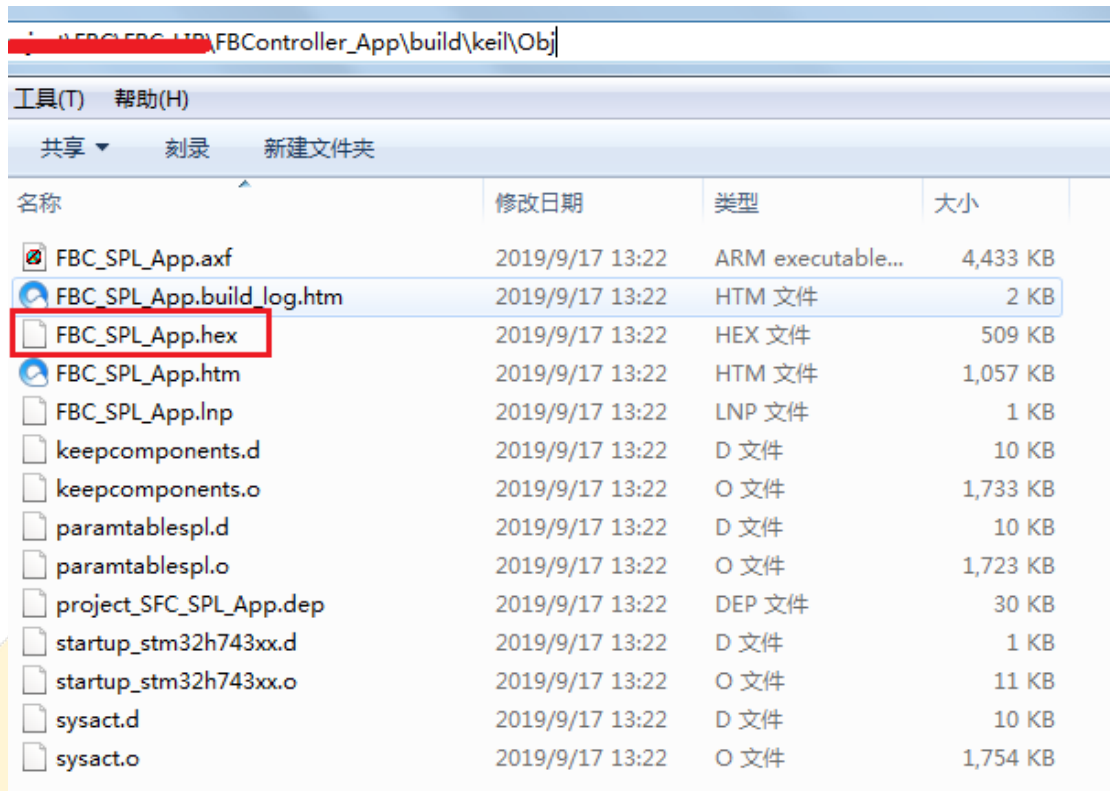 \FBController_App\build\keil\Obj
工具(T) 帮助(H)
共享 刻录 新建文件夹
名称 修改日期 类型 大小
FBC_SPL_App.axf 2019/9/17 13:22 ARM executable... 4,433 KB
FBC_SPL_App.build_log.htm 2019/9/17 13:22 HTM 文件 2 KB
FBC_SPL_App.hex 2019/9/17 13:22 HEX 文件 509 KB
FBC_SPL_App.htm 2019/9/17 13:22 HTM 文件 1,057 KB
FBC_SPL_App.lnp 2019/9/17 13:22 LNP 文件 1 KB
keepcomponents.d 2019/9/17 13:22 D 文件 10 KB
keepcomponents.o 2019/9/17 13:22 O 文件 1,733 KB
paramtablespl.d 2019/9/17 13:22 D 文件 10 KB
paramtablespl.o 2019/9/17 13:22 O 文件 1,723 KB
project_SFC_SPL_App.dep 2019/9/17 13:22 DEP 文件 30 KB
startup_stm32h743xx.d 2019/9/17 13:22 D 文件 1 KB
startup_stm32h743xx.o 2019/9/17 13:22 O 文件 11 KB
sysact.d 2019/9/17 13:22 D 文件 10 KB
sysact.o 2019/9/17 13:22 O 文件 1,754 KB